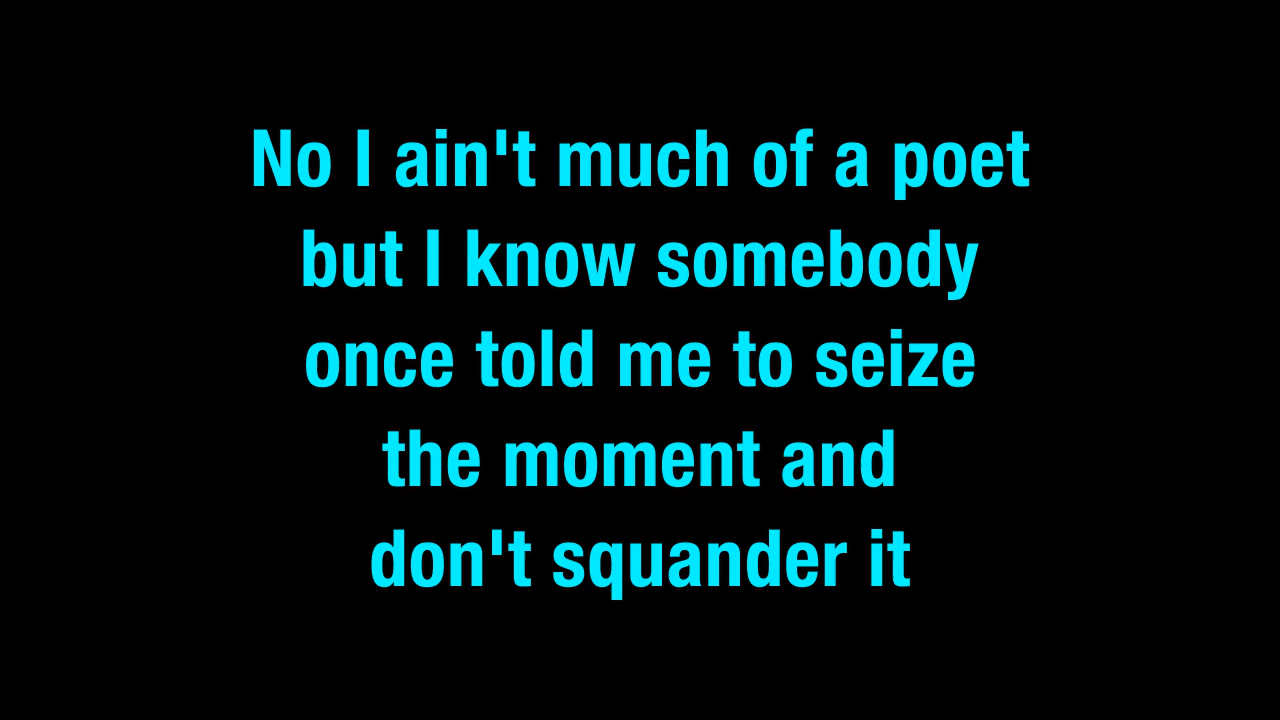 No I ain't much of a poet
but I know somebody
once told me to seize
the moment and
don't squander it